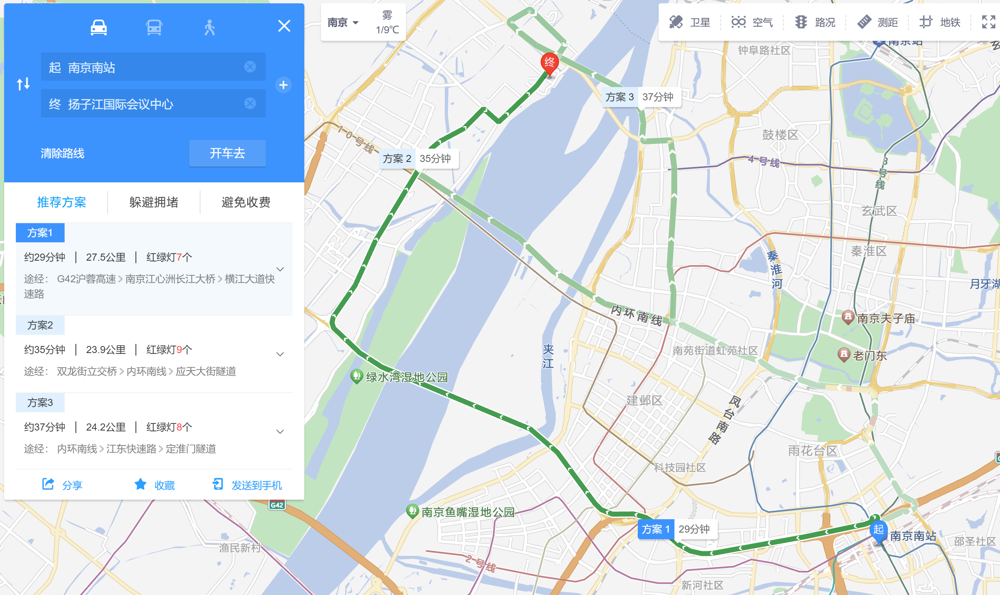 起 南京南站
终 扬子江国际会议中心
清除路线
开车去
推荐方案
躲避拥堵
避免收费
方案1
约29分钟 | 27.5公里 | 红绿灯7个
途经： G42沪蓉高速 > 南京江心洲长江大桥 > 横江大道快
速路
方案2
约35分钟 | 23.9公里 | 红绿灯9个
途经： 双龙街立交桥 > 内环南线 > 应天大街隧道
方案3
约37分钟 | 24.2公里 | 红绿灯8个
途经： 内环南线 > 江东快速路 > 定淮门隧道
分享
收藏
发送到手机
南京
雾
1/9℃
卫星
空气
路况
测距
地铁
南京站
钟阜路社区
终
方案 3 37分钟
10号线
鼓楼区
方案 2 35分钟
4号线
3号线
玄武区
秦淮区
秦淮河
月牙湖
内环南线
南京夫子庙
南苑街道虹苑社区
老门东
夹江
绿水湾湿地公园
建邺区
凤台南路
雨花台区
科技园社区
G42
南京鱼嘴湿地公园
方案 1 29分钟
起
南京南站
邵圣社区
渔民新村
2号线
新河社区